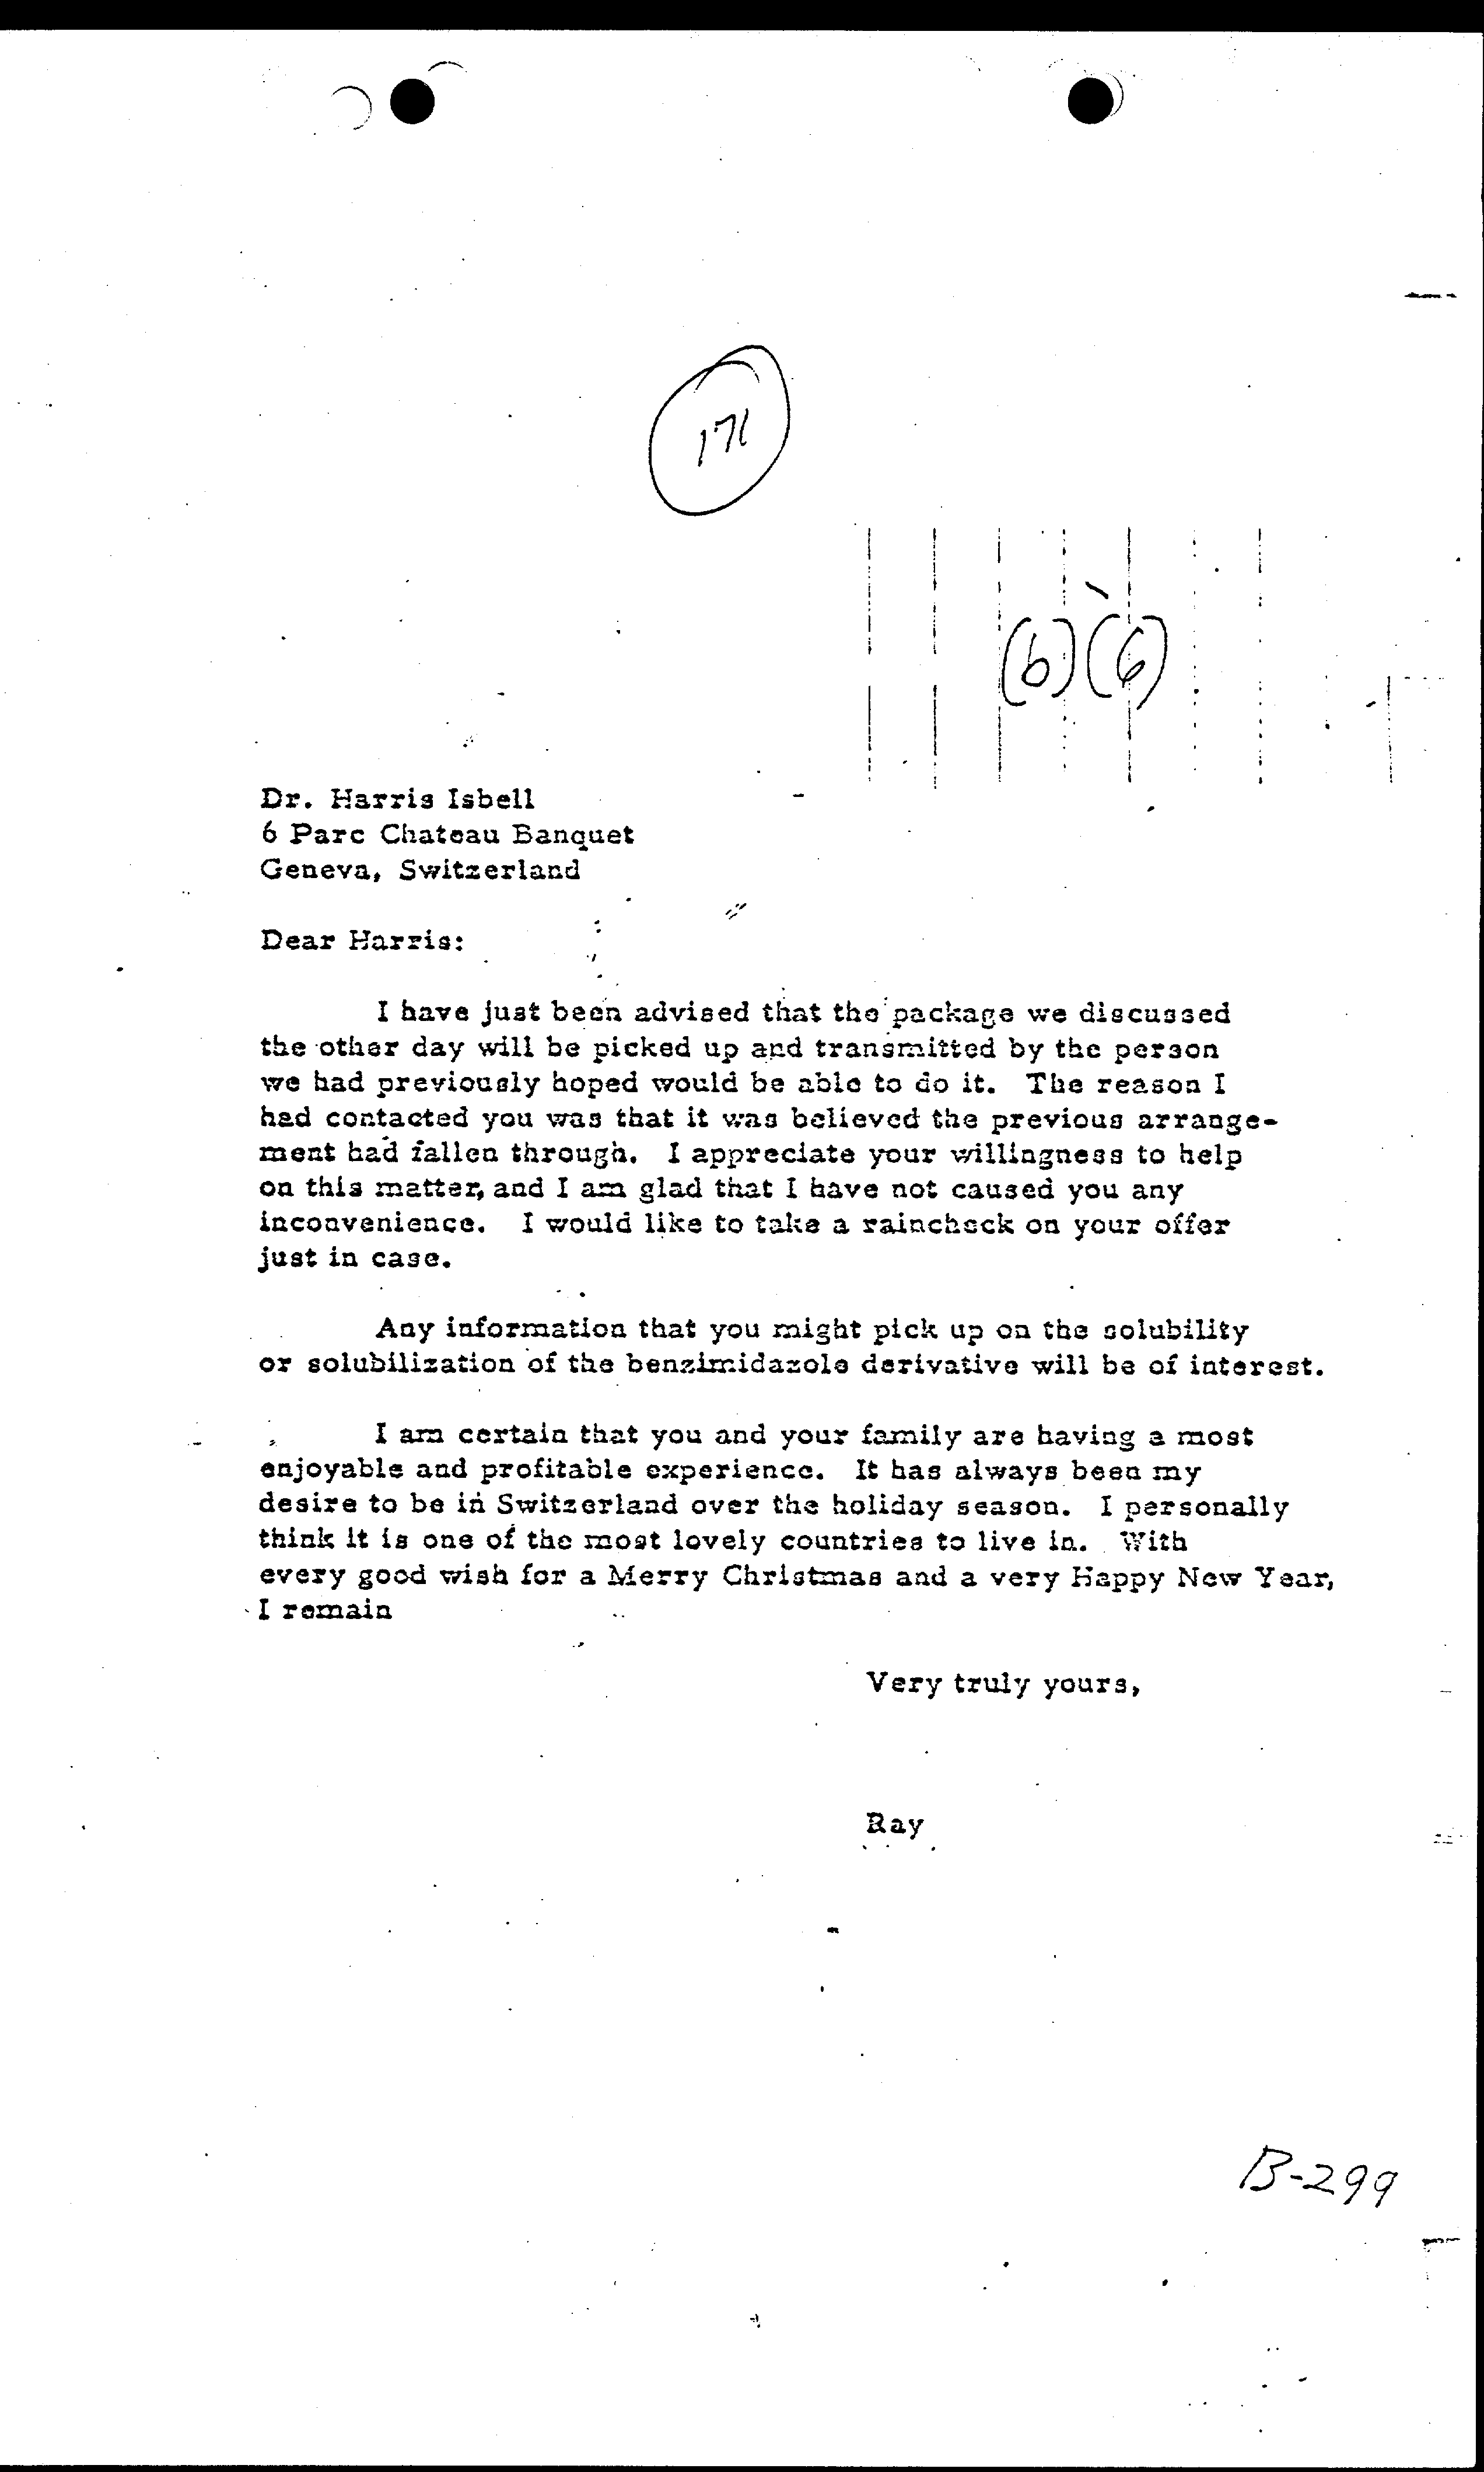 171
(b)(6)
Dr. Harris Isbell
6 Parc Chateau Banquet
Geneva, Switzerland
Dear Harris:
I have just been advised that the package we discussed
the other day will be picked up and transmitted by the person
we had previously hoped would be able to do it. The reason I
had contacted you was that it was believed the previous arrange-
ment had fallen through. I appreciate your willingness to help
on this matter, and I am glad that I have not caused you any
inconvenience. I would like to take a raincheck on your offer
just in case.
Any information that you might pick up on the solubility
or solubilization of the benzimidazole derivative will be of interest.
I am certain that you and your family are having a most
enjoyable and profitable experience. It has always been my
desire to be in Switzerland over the holiday season. I personally
think it is one of the most lovely countries to live in. With
every good wish for a Merry Christmas and a very Happy New Year,
I remain
Very truly yours,
Ray
B-299